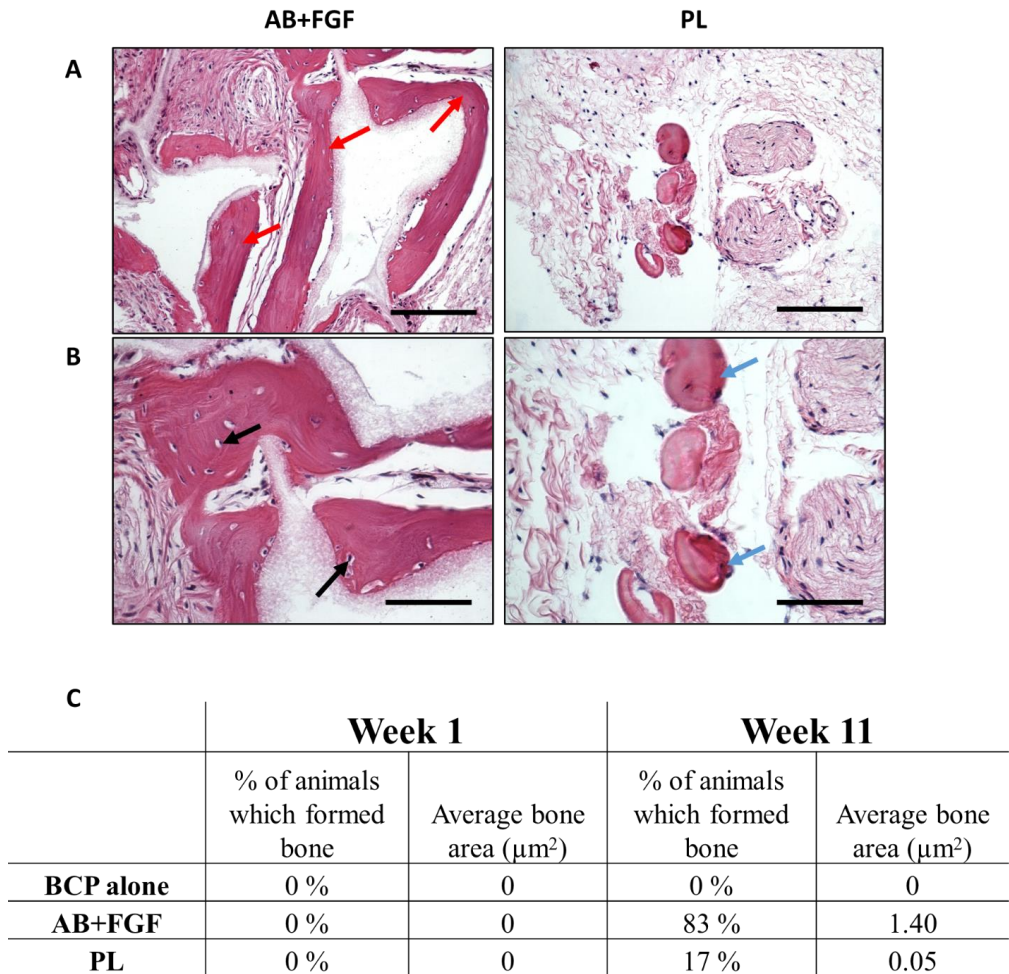 AB+FGF PL
A
B
C
Week 1 Week 11
% of animals which formed bone Average bone area (µm²) % of animals which formed bone Average bone area (µm²)
BCP alone 0 % 0 0 % 0
AB+FGF 0 % 0 83 % 1.40
PL 0 % 0 17 % 0.05